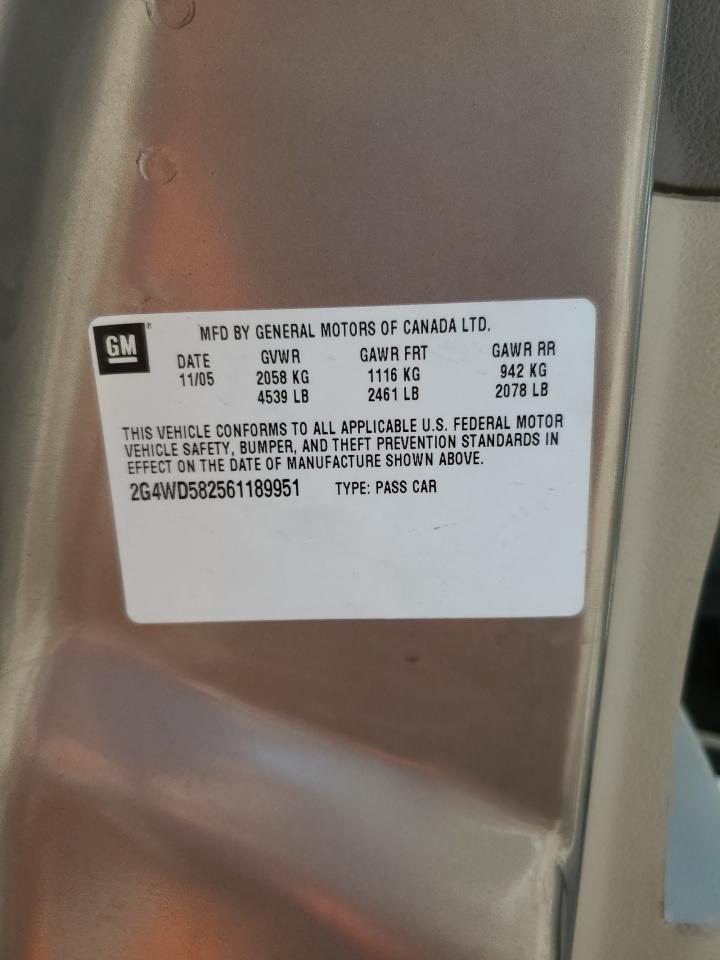 GM
®
MFD BY GENERAL MOTORS OF CANADA LTD.
DATE GVWR GAWR FRT GAWR RR
11/05 2058 KG 1116 KG 942 KG
4539 LB 2461 LB 2078 LB
THIS VEHICLE CONFORMS TO ALL APPLICABLE U.S. FEDERAL MOTOR
VEHICLE SAFETY, BUMPER, AND THEFT PREVENTION STANDARDS IN
EFFECT ON THE DATE OF MANUFACTURE SHOWN ABOVE.
2G4WD582561189951 TYPE: PASS CAR